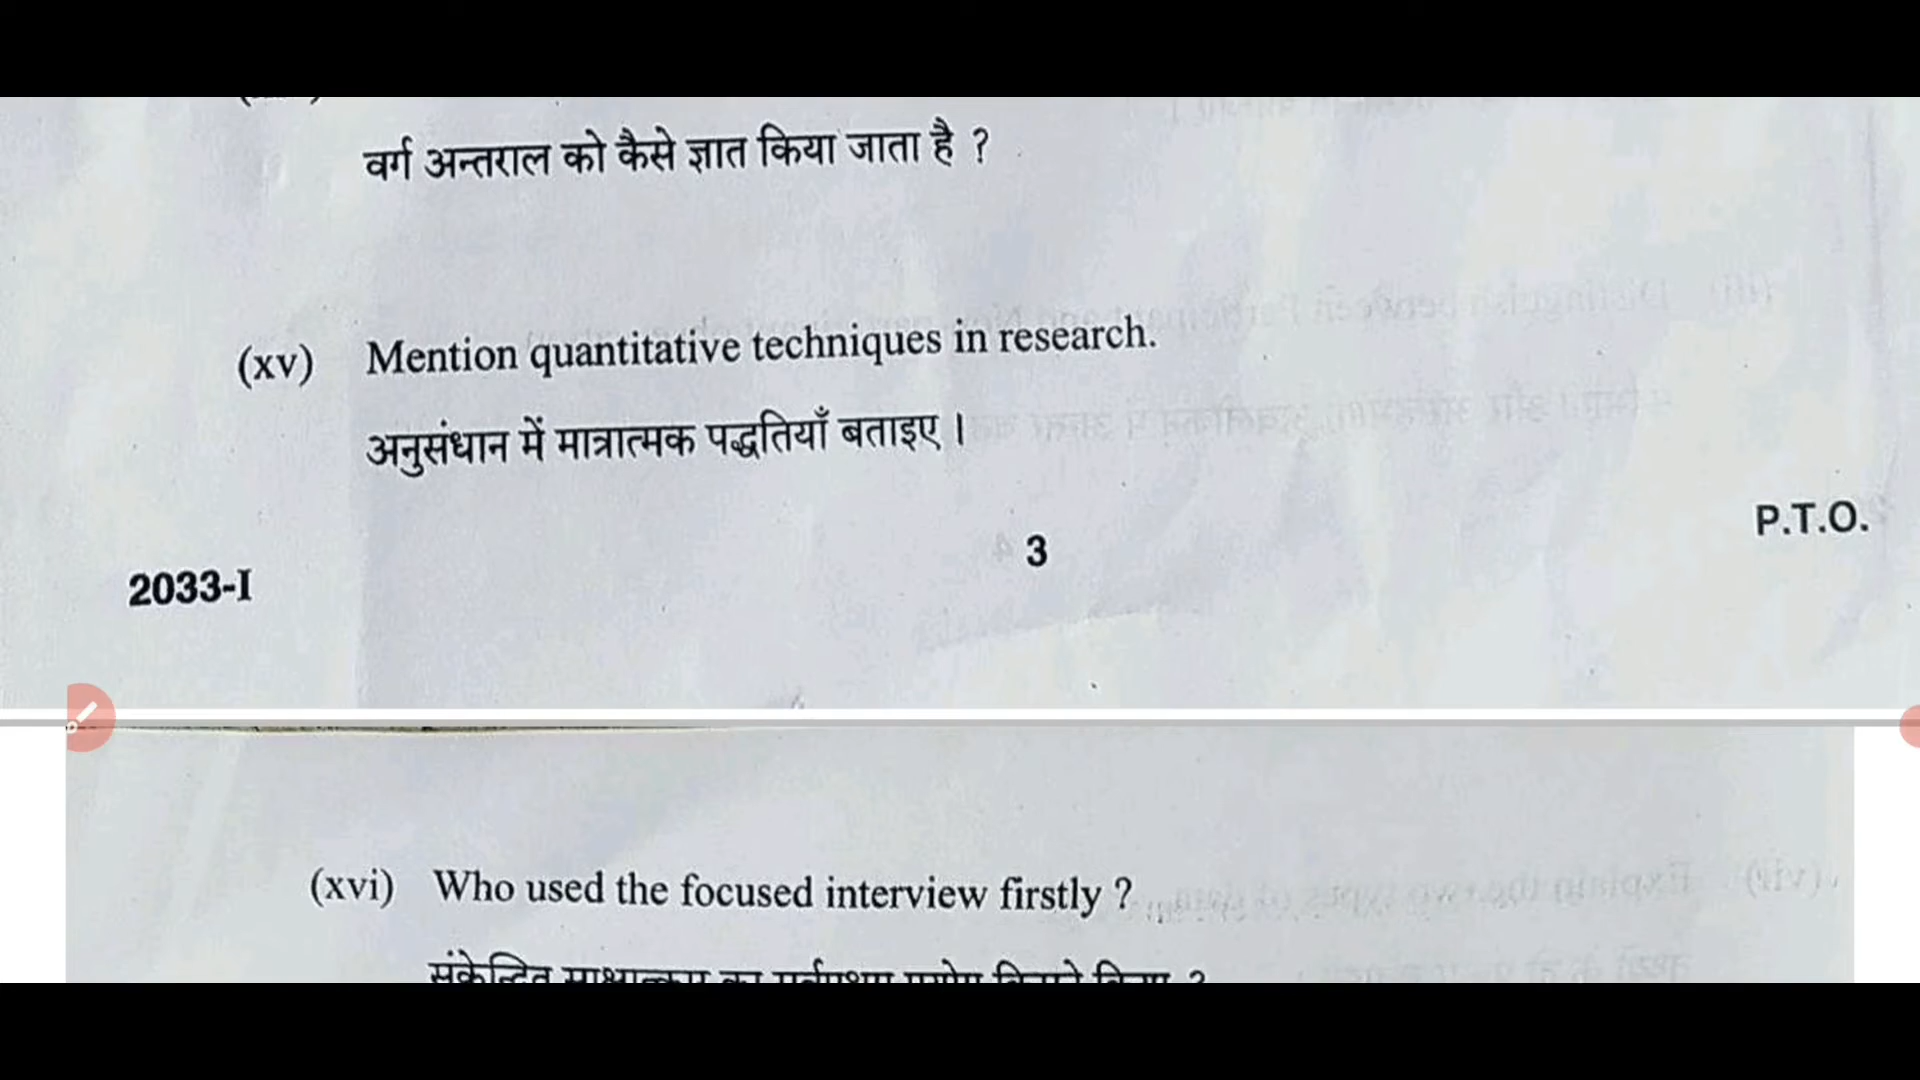 वर्ग अन्तराल को कैसे ज्ञात किया जाता है ?
(xv) Mention quantitative techniques in research.
अनुसंधान में मात्रात्मक पद्धतियाँ बताइए ।
P.T.O.
3
2033-I
(xvi) Who used the focused interview firstly ?